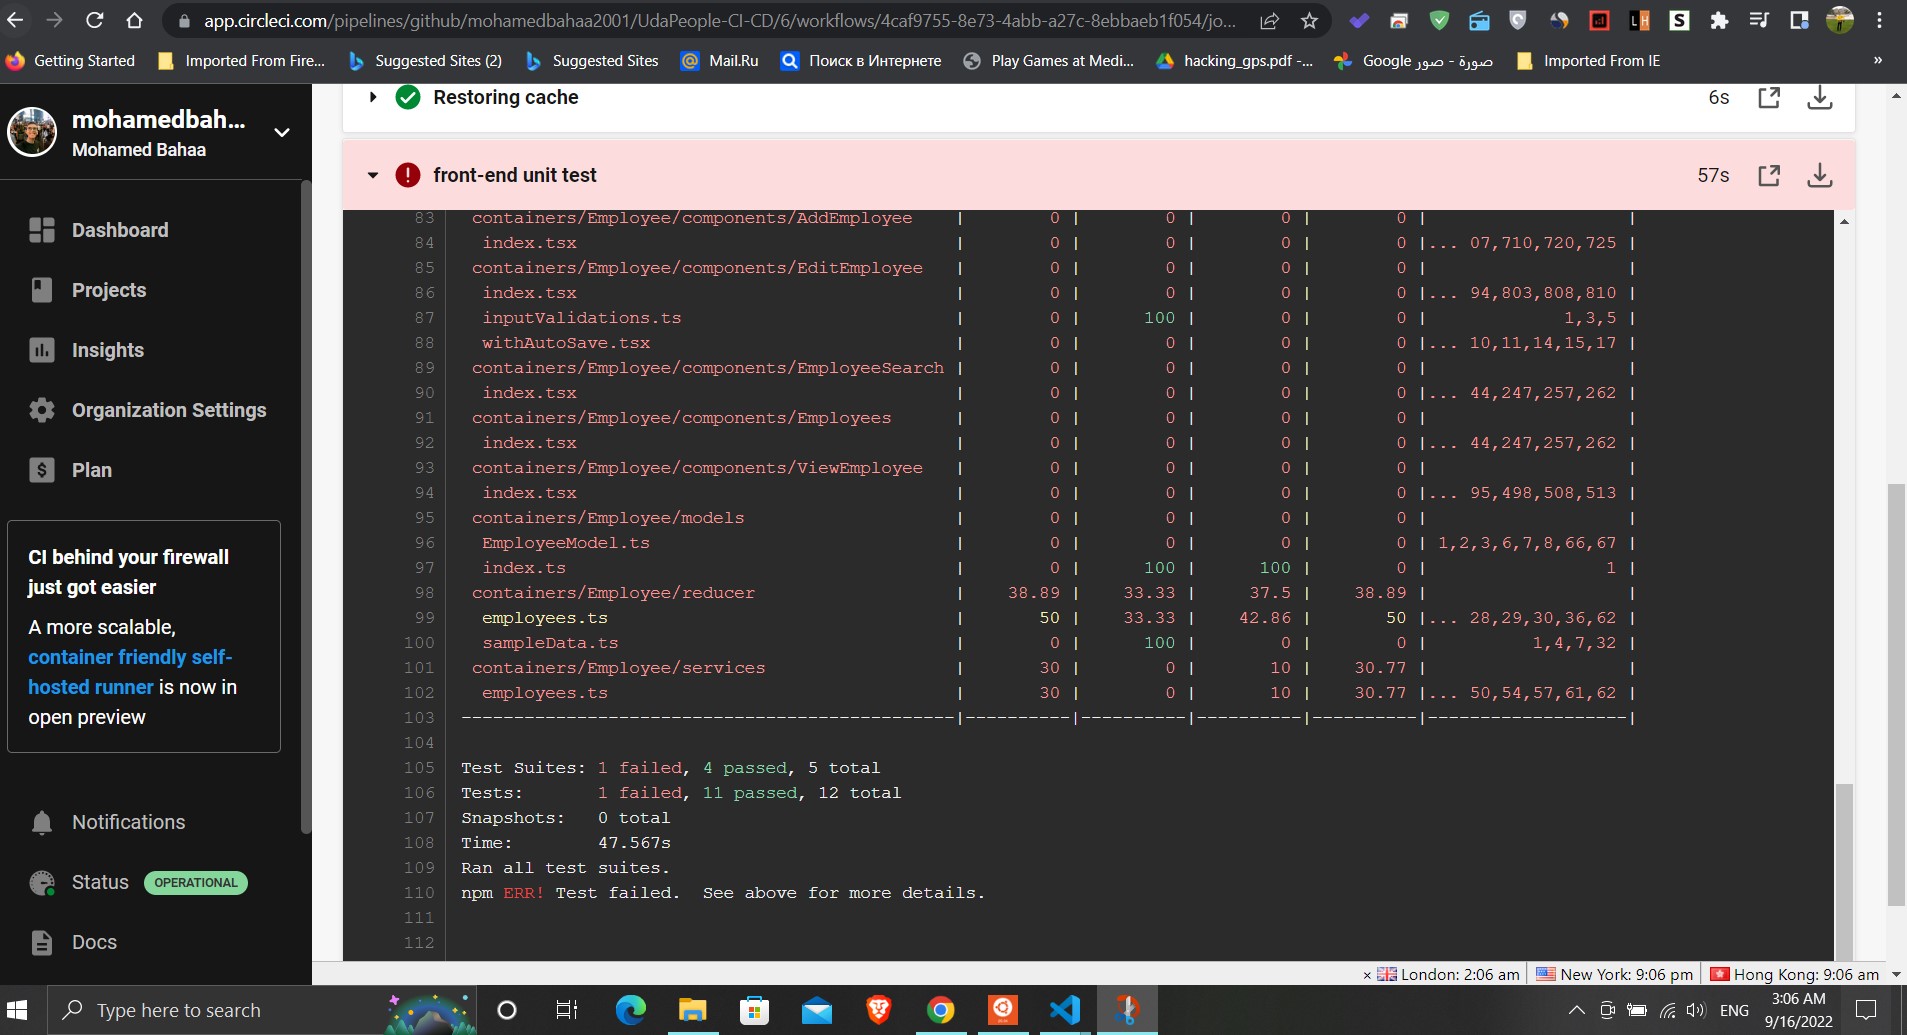 app.circleci.com/pipelines/github/mohamedbahaa2001/UdaPeople-CI-CD/6/workflows/4caf9755-8e73-4abb-a27c-8ebbaeb1f054/jo...
Getting Started Imported From Fire... Suggested Sites (2) Suggested Sites Mail.Ru Поиск в Интернете Play Games at Medi... hacking_gps.pdf -... صورة - صور Google Imported From IE »
mohamedbah...
Mohamed Bahaa
Dashboard
Projects
Insights
Organization Settings
Plan
CI behind your firewall
just got easier
A more scalable,
container friendly self-
hosted runner is now in
open preview
Notifications
Status OPERATIONAL
Docs
Restoring cache 6s
front-end unit test 57s
83 containers/Employee/components/AddEmployee | 0 | 0 | 0 | 0 | |
84 index.tsx | 0 | 0 | 0 | 0 |... 07,710,720,725 |
85 containers/Employee/components/EditEmployee | 0 | 0 | 0 | 0 | |
86 index.tsx | 0 | 0 | 0 | 0 |... 94,803,808,810 |
87 inputValidations.ts | 0 | 100 | 0 | 0 | 1,3,5 |
88 withAutoSave.tsx | 0 | 0 | 0 | 0 |... 10,11,14,15,17 |
89 containers/Employee/components/EmployeeSearch | 0 | 0 | 0 | 0 | |
90 index.tsx | 0 | 0 | 0 | 0 |... 44,247,257,262 |
91 containers/Employee/components/Employees | 0 | 0 | 0 | 0 | |
92 index.tsx | 0 | 0 | 0 | 0 |... 44,247,257,262 |
93 containers/Employee/components/ViewEmployee | 0 | 0 | 0 | 0 | |
94 index.tsx | 0 | 0 | 0 | 0 |... 95,498,508,513 |
95 containers/Employee/models | 0 | 0 | 0 | 0 | |
96 EmployeeModel.ts | 0 | 0 | 0 | 0 | 1,2,3,6,7,8,66,67 |
97 index.ts | 0 | 100 | 100 | 0 | 1 |
98 containers/Employee/reducer | 38.89 | 33.33 | 37.5 | 38.89 | |
99 employees.ts | 50 | 33.33 | 42.86 | 50 |... 28,29,30,36,62 |
100 sampleData.ts | 0 | 100 | 0 | 0 | 1,4,7,32 |
101 containers/Employee/services | 30 | 0 | 10 | 30.77 | |
102 employees.ts | 30 | 0 | 10 | 30.77 |... 50,54,57,61,62 |
103 -----------------------------------------------|----------|----------|----------|----------|-------------------|
104
105 Test Suites: 1 failed, 4 passed, 5 total
106 Tests: 1 failed, 11 passed, 12 total
107 Snapshots: 0 total
108 Time: 47.567s
109 Ran all test suites.
110 npm ERR! Test failed. See above for more details.
111
112
× London: 2:06 am New York: 9:06 pm Hong Kong: 9:06 am
Type here to search
ENG
3:06 AM
9/16/2022